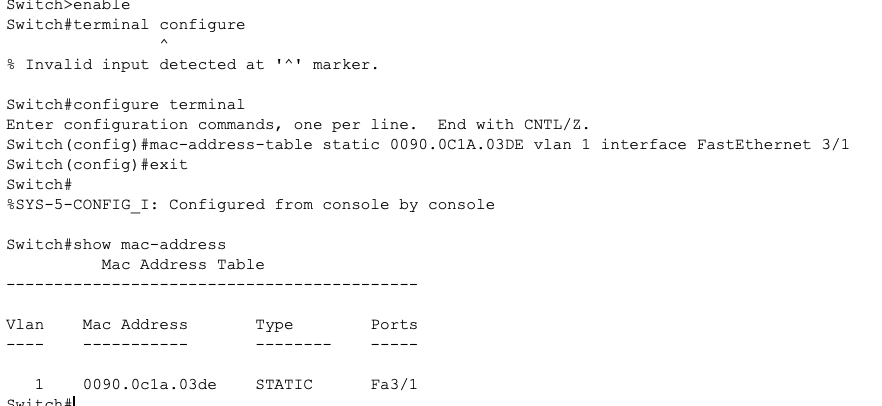 Switch>enable
Switch#terminal configure
^
% Invalid input detected at '^' marker.
Switch#configure terminal
Enter configuration commands, one per line.  End with CNTL/Z.
Switch(config)#mac-address-table static 0090.0C1A.03DE vlan 1 interface FastEthernet 3/1
Switch(config)#exit
Switch#
%SYS-5-CONFIG_I: Configured from console by console
Switch#show mac-address
Mac Address Table
-------------------------------------------
Vlan    Mac Address       Type        Ports
----    -----------       --------    -----
1    0090.0c1a.03de    STATIC      Fa3/1
Switch#